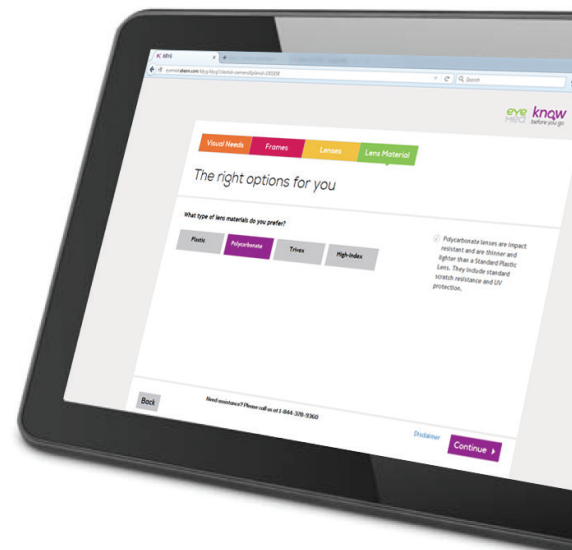 Search
eye
med
know
before you go
Visual Needs
Frames
Lenses
Lens Material
The right options for you
What type of lens materials do you prefer?
Plastic
Polycarbonate
Trivex
High-Index
Polycarbonate lenses are impact
resistant and are thinner and
lighter than a Standard Plastic
Lens. They include standard
scratch resistance and UV
protection.
Back
Need assistance? Please call us at 1-844-378-9360
Disclaimer
Continue